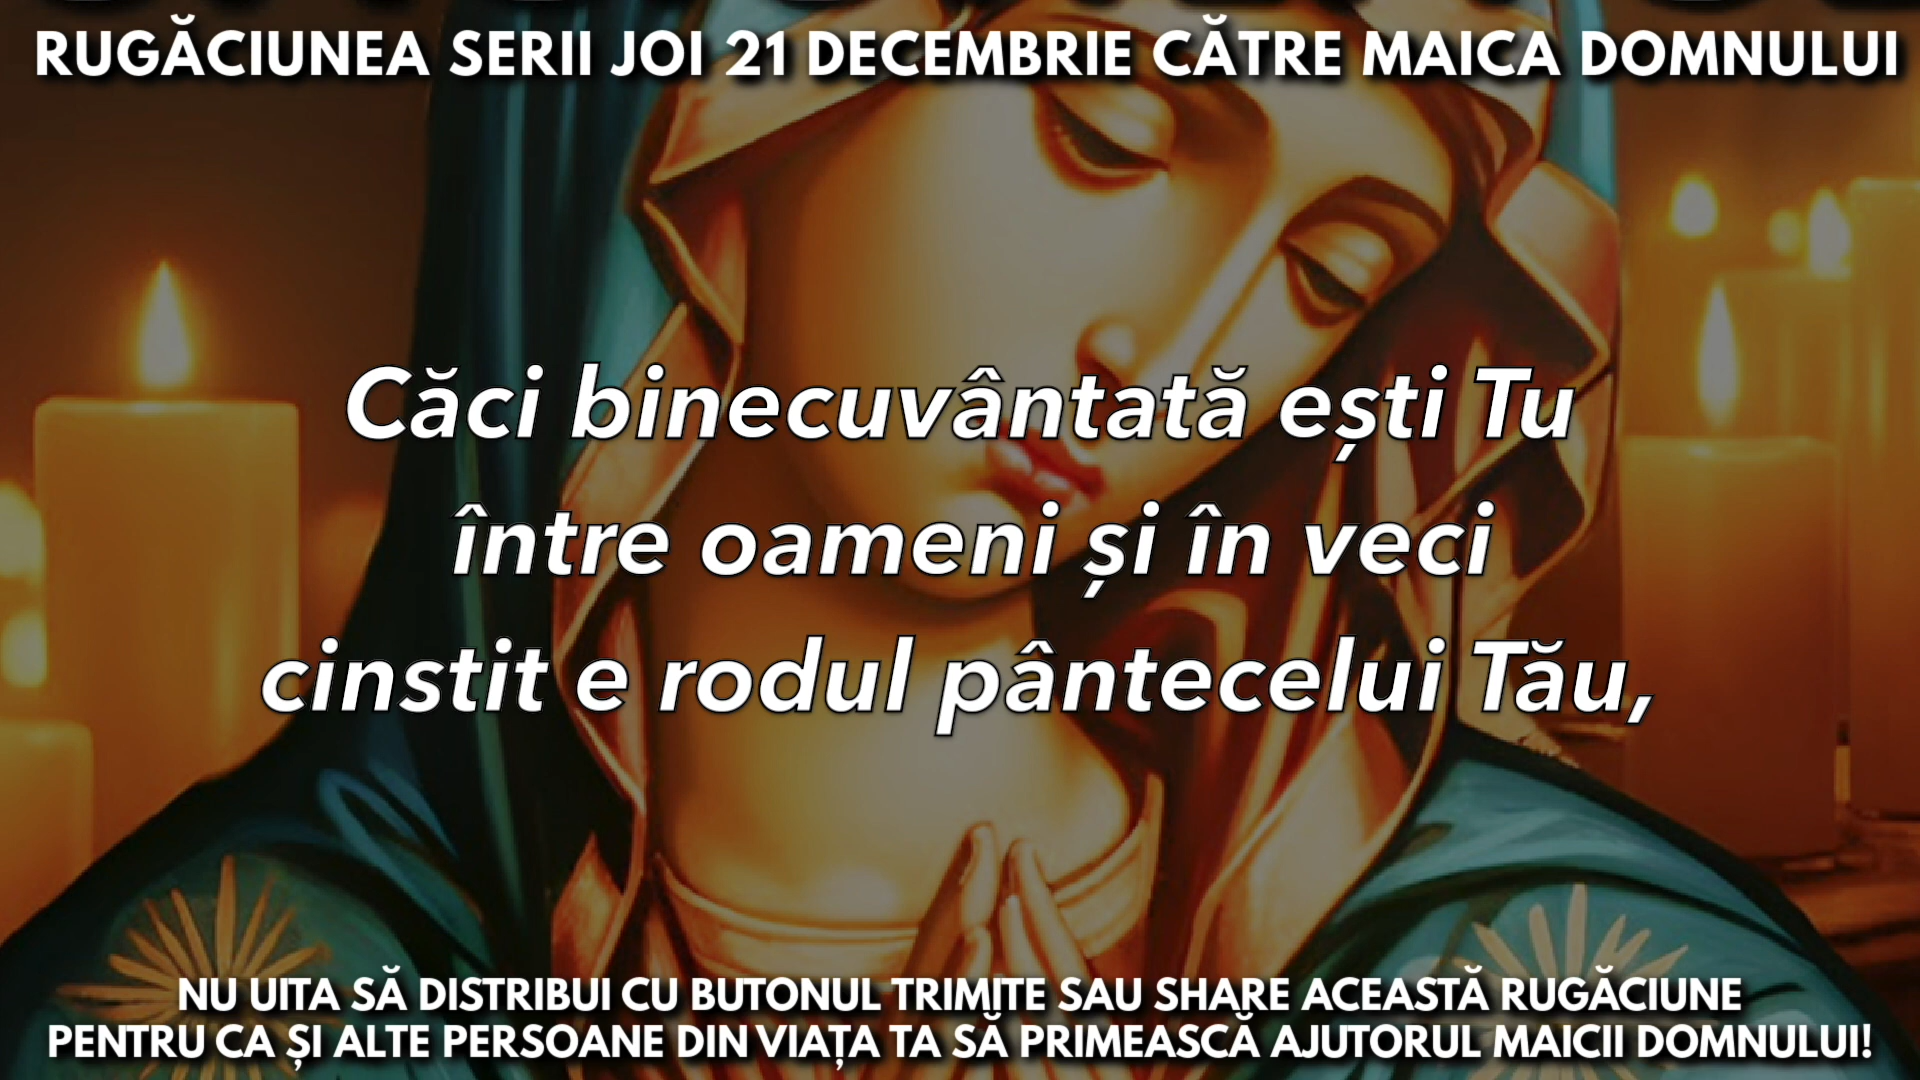 RUGĂCIUNEA SERII JOI 21 DECEMBRIE CĂTRE MAICA DOMNULUI
Căci binecuvântată ești Tu
între oameni și în veci
cinstit e rodul pântecelui Tău,
NU UITA SĂ DISTRIBUI CU BUTONUL TRIMITE SAU SHARE ACEASTĂ RUGĂCIUNE
PENTRU CA ȘI ALTE PERSOANE DIN VIAȚA TA SĂ PRIMEASCĂ AJUTORUL MAICII DOMNULUI!